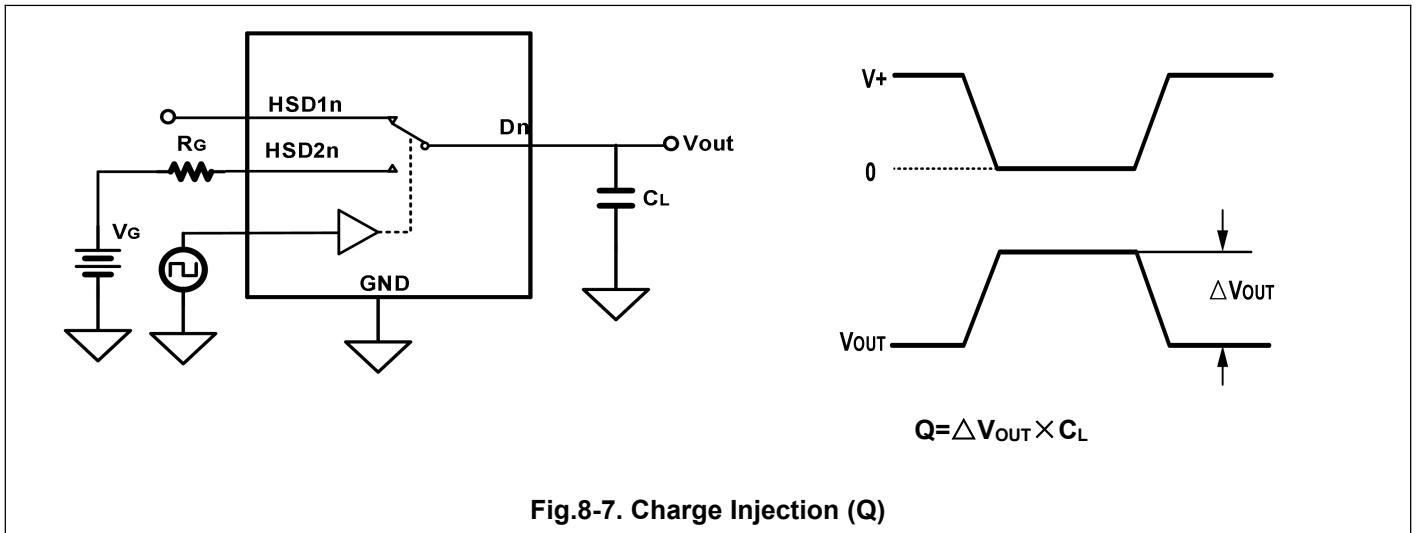 HSD1n
RG
HSD2n
Dn
Vout
CL
VG
GND
V+
0
△VOUT
VOUT
Q=△VOUT×CL
Fig.8-7. Charge Injection (Q)